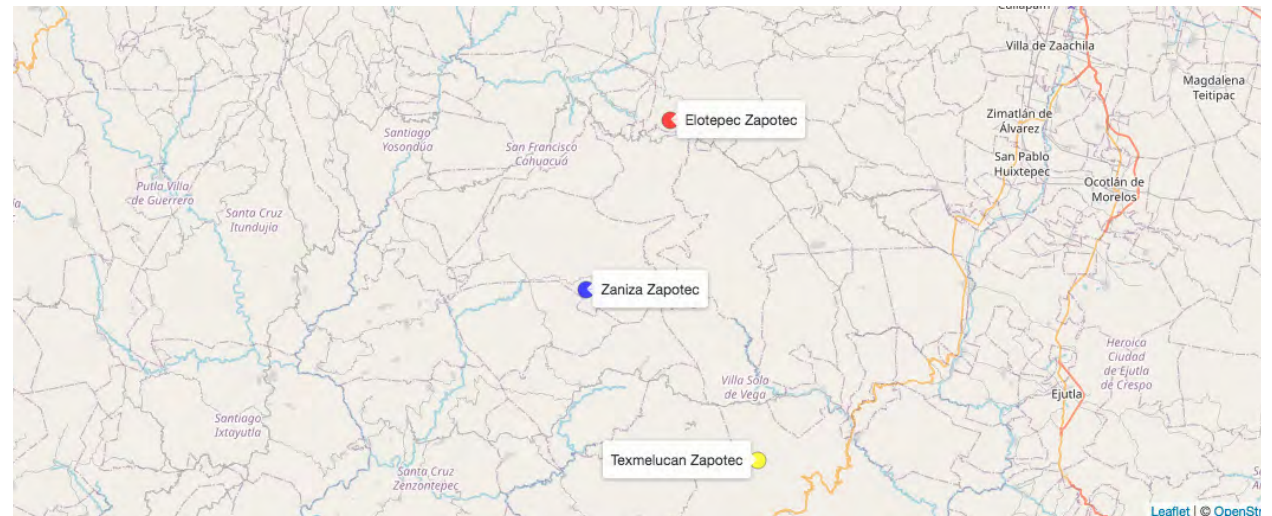 Villa de Zaachila
Magdalena
Teitipac
Elotepec Zapotec
Zimatlán de
Álvarez
Santiago
Yosondúa
San Francisco
Cahuacuá
San Pablo
Huixtepec
Ocotlán de
Morelos
Putla Villa
de Guerrero
Santa Cruz
Itundujia
Zaniza Zapotec
Heroica
Ciudad
de Ejutla
de Crespo
Villa Sola
de Vega
Ejutla
Santiago
Ixtayutla
Texmelucan Zapotec
Santa Cruz
Zenzontepec
Leaflet | © OpenStr